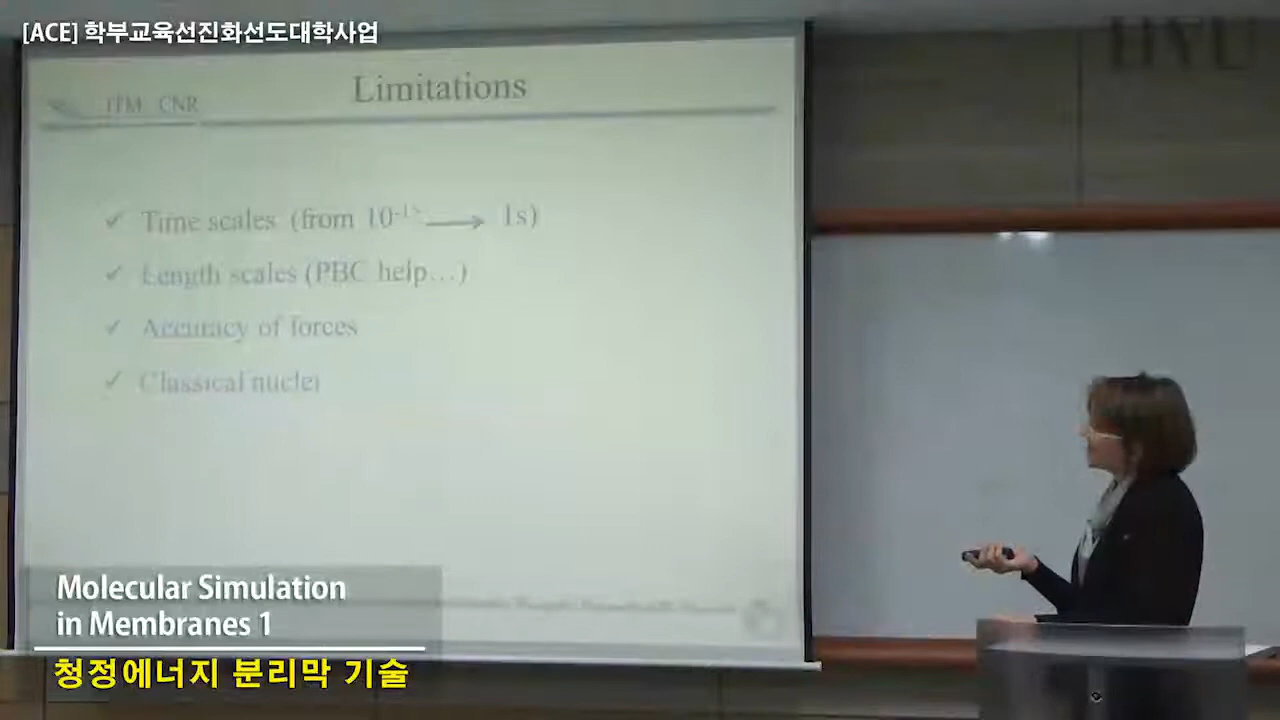 [ACE] 학부교육선진화선도대학사업
HYU
ITM CNR
Limitations
✓ Time scales (from 10⁻¹⁵ → 1s)
✓ Length scales (PBC help...)
✓ Accuracy of forces
✓ Classical nuclei
Molecular Simulation
in Membranes 1
청정에너지 분리막 기술